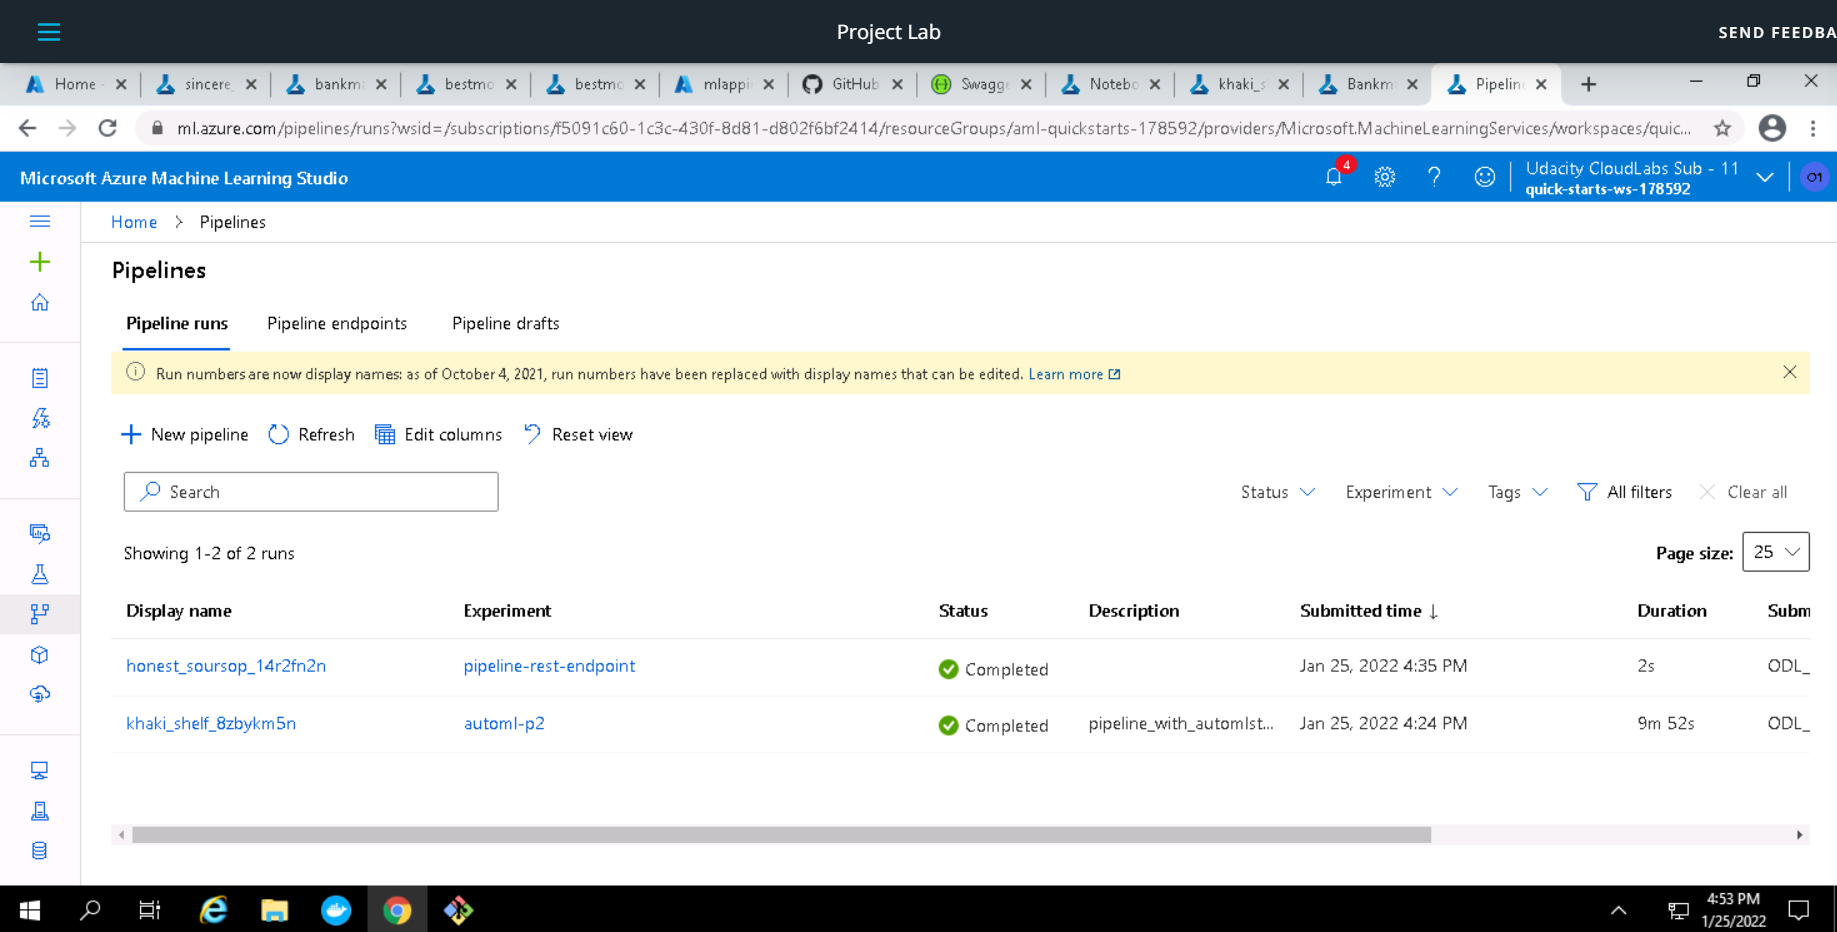 Project Lab
SEND FEEDBA
Home - sincere_ bankm bestmo bestmo mlappi GitHub Swagge Notebo khaki_s Bankm Pipeline
ml.azure.com/pipelines/runs?wsid=/subscriptions/f5091c60-1c3c-430f-8d81-d802f6bf2414/resourceGroups/aml-quickstarts-178592/providers/Microsoft.MachineLearningServices/workspaces/quic...
Microsoft Azure Machine Learning Studio
4
Udacity CloudLabs Sub - 11
quick-starts-ws-178592
O1
Home > Pipelines
Pipelines
Pipeline runs Pipeline endpoints Pipeline drafts
Run numbers are now display names: as of October 4, 2021, run numbers have been replaced with display names that can be edited. Learn more
New pipeline Refresh Edit columns Reset view
Search
Status Experiment Tags All filters Clear all
Showing 1-2 of 2 runs
Page size: 25
Display name Experiment Status Description Submitted time ↓ Duration Subm
honest_soursop_14r2fn2n pipeline-rest-endpoint Completed Jan 25, 2022 4:35 PM 2s ODL_
khaki_shelf_8zbykm5n automl-p2 Completed pipeline_with_automlst... Jan 25, 2022 4:24 PM 9m 52s ODL_
4:53 PM
1/25/2022